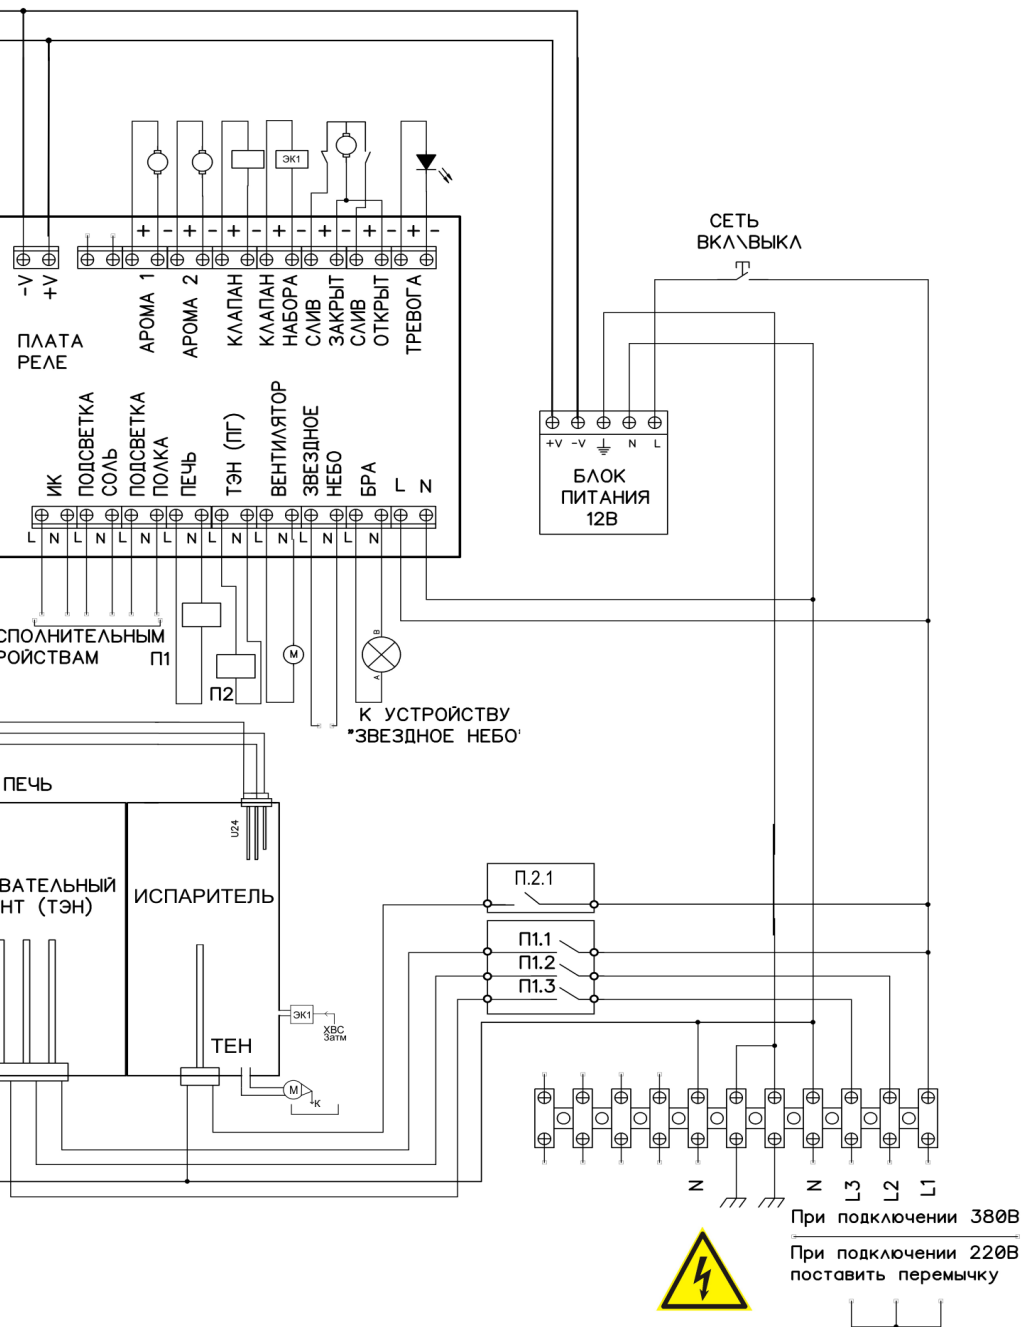 СЕТЬ
ВКЛ\ВЫКЛ
ЭК1
+ - + - + - + - + - + - + -
-V
+V
АРОМА 1
АРОМА 2
КЛАПАН
КЛАПАН
НАБОРА
СЛИВ
ЗАКРЫТ
СЛИВ
ОТКРЫТ
ТРЕВОГА
ПЛАТА
РЕЛЕ
ИК
ПОДСВЕТКА
СОЛЬ
ПОДСВЕТКА
ПОЛКА
ПЕЧЬ
ТЭН (ПГ)
ВЕНТИЛЯТОР
ЗВЕЗДНОЕ
НЕБО
БРА
L N
L N L N L N L N L N L N L N L N
+V -V N L
БЛОК
ПИТАНИЯ
12В
СПОЛНИТЕЛЬНЫМ
РОЙСТВАМ П1
П2
M
B
A
К УСТРОЙСТВУ
"ЗВЕЗДНОЕ НЕБО'
ПЕЧЬ
U24
ВАТЕЛЬНЫЙ
НТ (ТЭН)
ИСПАРИТЕЛЬ
П.2.1
П1.1
П1.2
П1.3
ЭК1
ХВС
Затм
ТЕН
M
К
N
N
L3
L2
L1
При подключении 380В
При подключении 220В
поставить перемычку